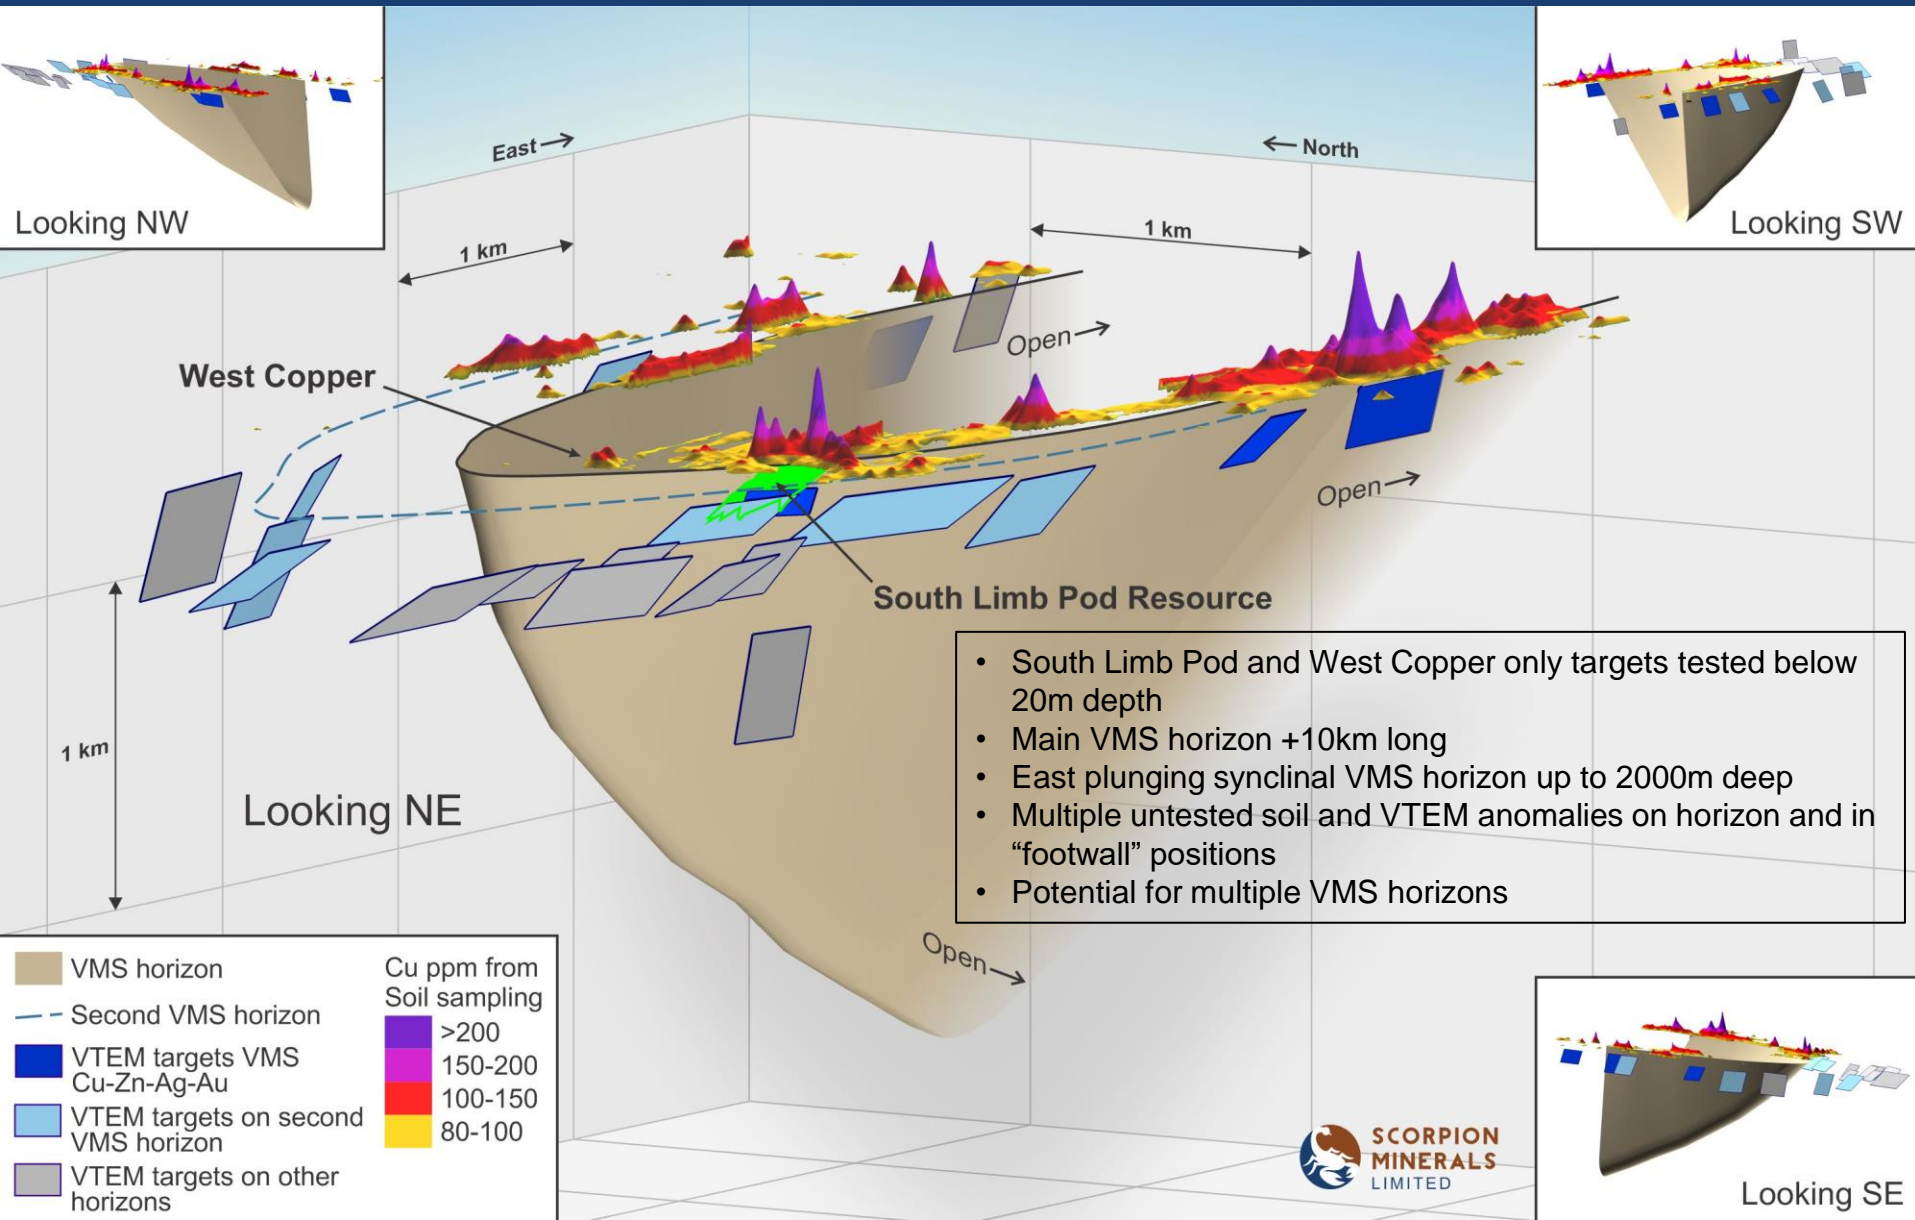 Looking NW
Looking SW
East
North
1 km
1 km
West Copper
Open
Open
South Limb Pod Resource
1 km
Looking NE
• South Limb Pod and West Copper only targets tested below
20m depth
• Main VMS horizon +10km long
• East plunging synclinal VMS horizon up to 2000m deep
• Multiple untested soil and VTEM anomalies on horizon and in
“footwall” positions
• Potential for multiple VMS horizons
Open
VMS horizon
Second VMS horizon
VTEM targets VMS
Cu-Zn-Ag-Au
VTEM targets on second
VMS horizon
VTEM targets on other
horizons
Cu ppm from
Soil sampling
>200
150-200
100-150
80-100
SCORPION
MINERALS
LIMITED
Looking SE